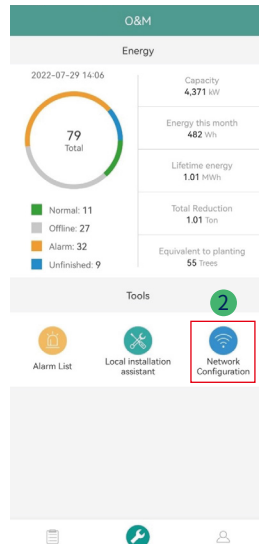 O&M
Energy
2022-07-29 14:06
79
Total
Normal: 11
Offline: 27
Alarm: 32
Unfinished: 9
Capacity
4,371 kW
Energy this month
482 Wh
Lifetime energy
1.01 MWh
Total Reduction
1.01 Ton
Equivalent to planting
55 Trees
Tools
2
Alarm List
Local installation
assistant
Network
Configuration